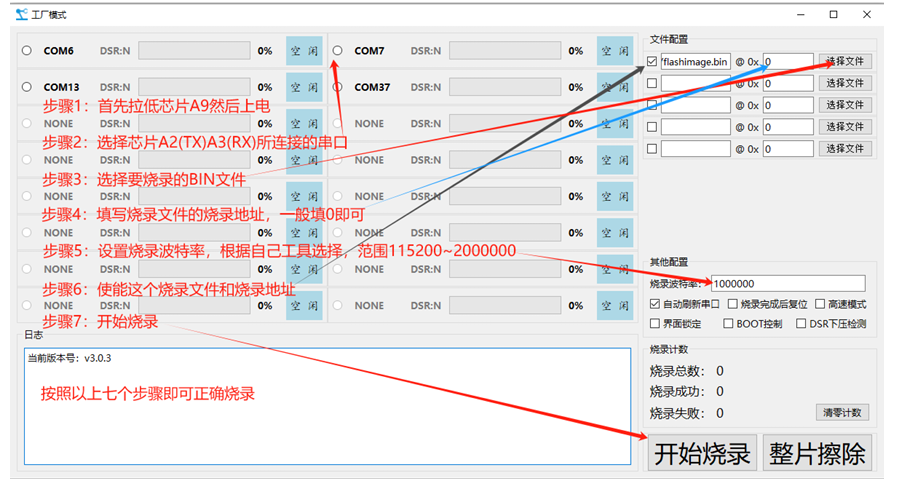 工厂模式
COM6 DSR:N 0% 空 闲 COM7 DSR:N 0% 空 闲
COM13 DSR:N 0% 空 闲 COM37 DSR:N 0% 空 闲
步骤1：首先拉低芯片A9然后上电
NONE DSR:N 0% 空 闲 NONE DSR:N 0% 空 闲
步骤2：选择芯片A2(TX)A3(RX)所连接的串口
NONE DSR:N 0% 空 闲 NONE DSR:N 0% 空 闲
步骤3：选择要烧录的BIN文件
NONE DSR:N 0% 空 闲 NONE DSR:N 0% 空 闲
步骤4：填写烧录文件的烧录地址，一般填0即可
NONE DSR:N 0% 空 闲 NONE DSR:N 0% 空 闲
步骤5：设置烧录波特率，根据自己工具选择，范围115200~2000000
NONE DSR:N 0% 空 闲 NONE DSR:N 0% 空 闲
步骤6：使能这个烧录文件和烧录地址
NONE DSR:N 0% 空 闲 NONE DSR:N 0% 空 闲
步骤7：开始烧录
日志
当前版本号：v3.0.3
按照以上七个步骤即可正确烧录
文件配置
flashimage.bin @ 0x 0 选择文件
@ 0x 0 选择文件
@ 0x 0 选择文件
@ 0x 0 选择文件
@ 0x 0 选择文件
其他配置
烧录波特率： 1000000
自动刷新串口 烧录完成后复位 高速模式
界面锁定 BOOT控制 DSR下压检测
烧录计数
烧录总数： 0
烧录成功： 0
烧录失败： 0 清零计数
开始烧录 整片擦除